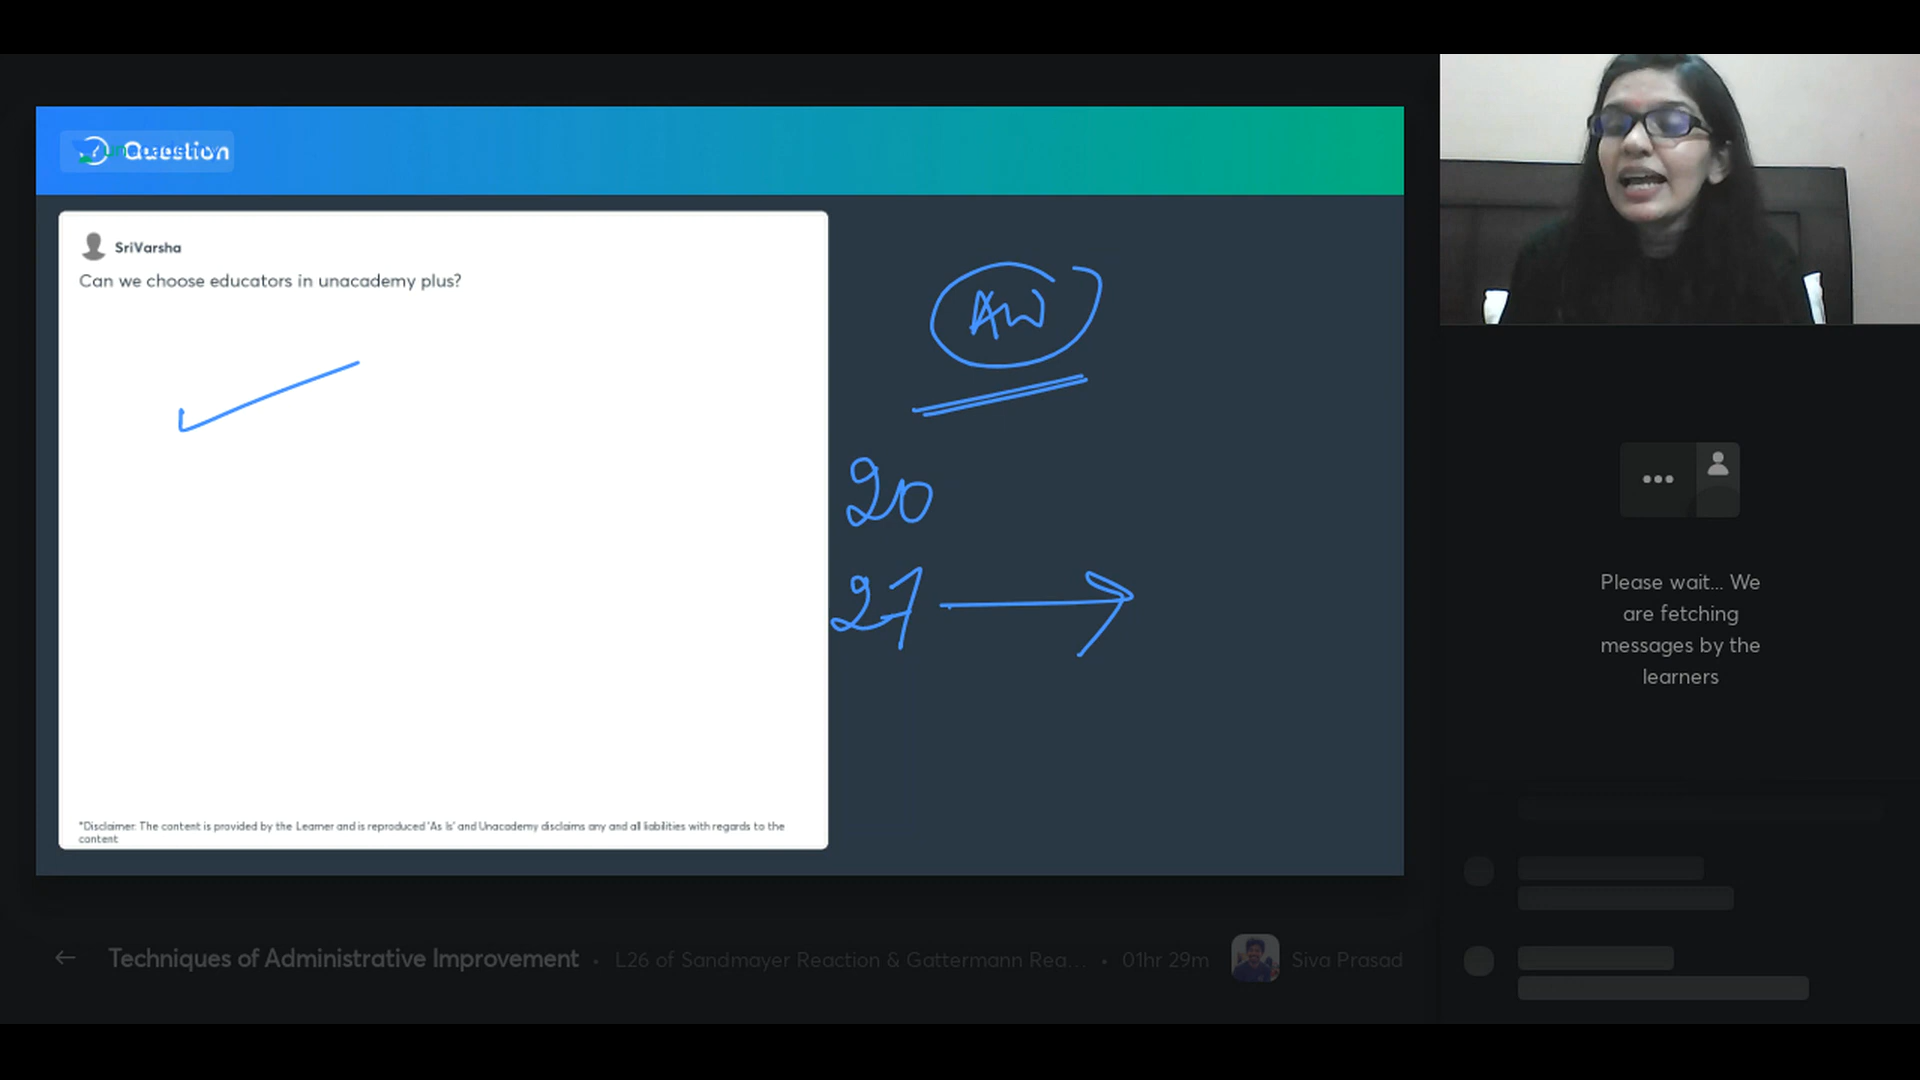 Question
SriVarsha
Can we choose educators in unacademy plus?
AW
20
27
*Disclaimer: The content is provided by the Learner and is reproduced 'As Is' and Unacademy disclaims any and all liabilities with regards to the
content
Please wait... We
are fetching
messages by the
learners
Techniques of Administrative Improvement • L26 of Sandmayer Reaction & Gattermann Rea... • 01hr 29m Siva Prasad